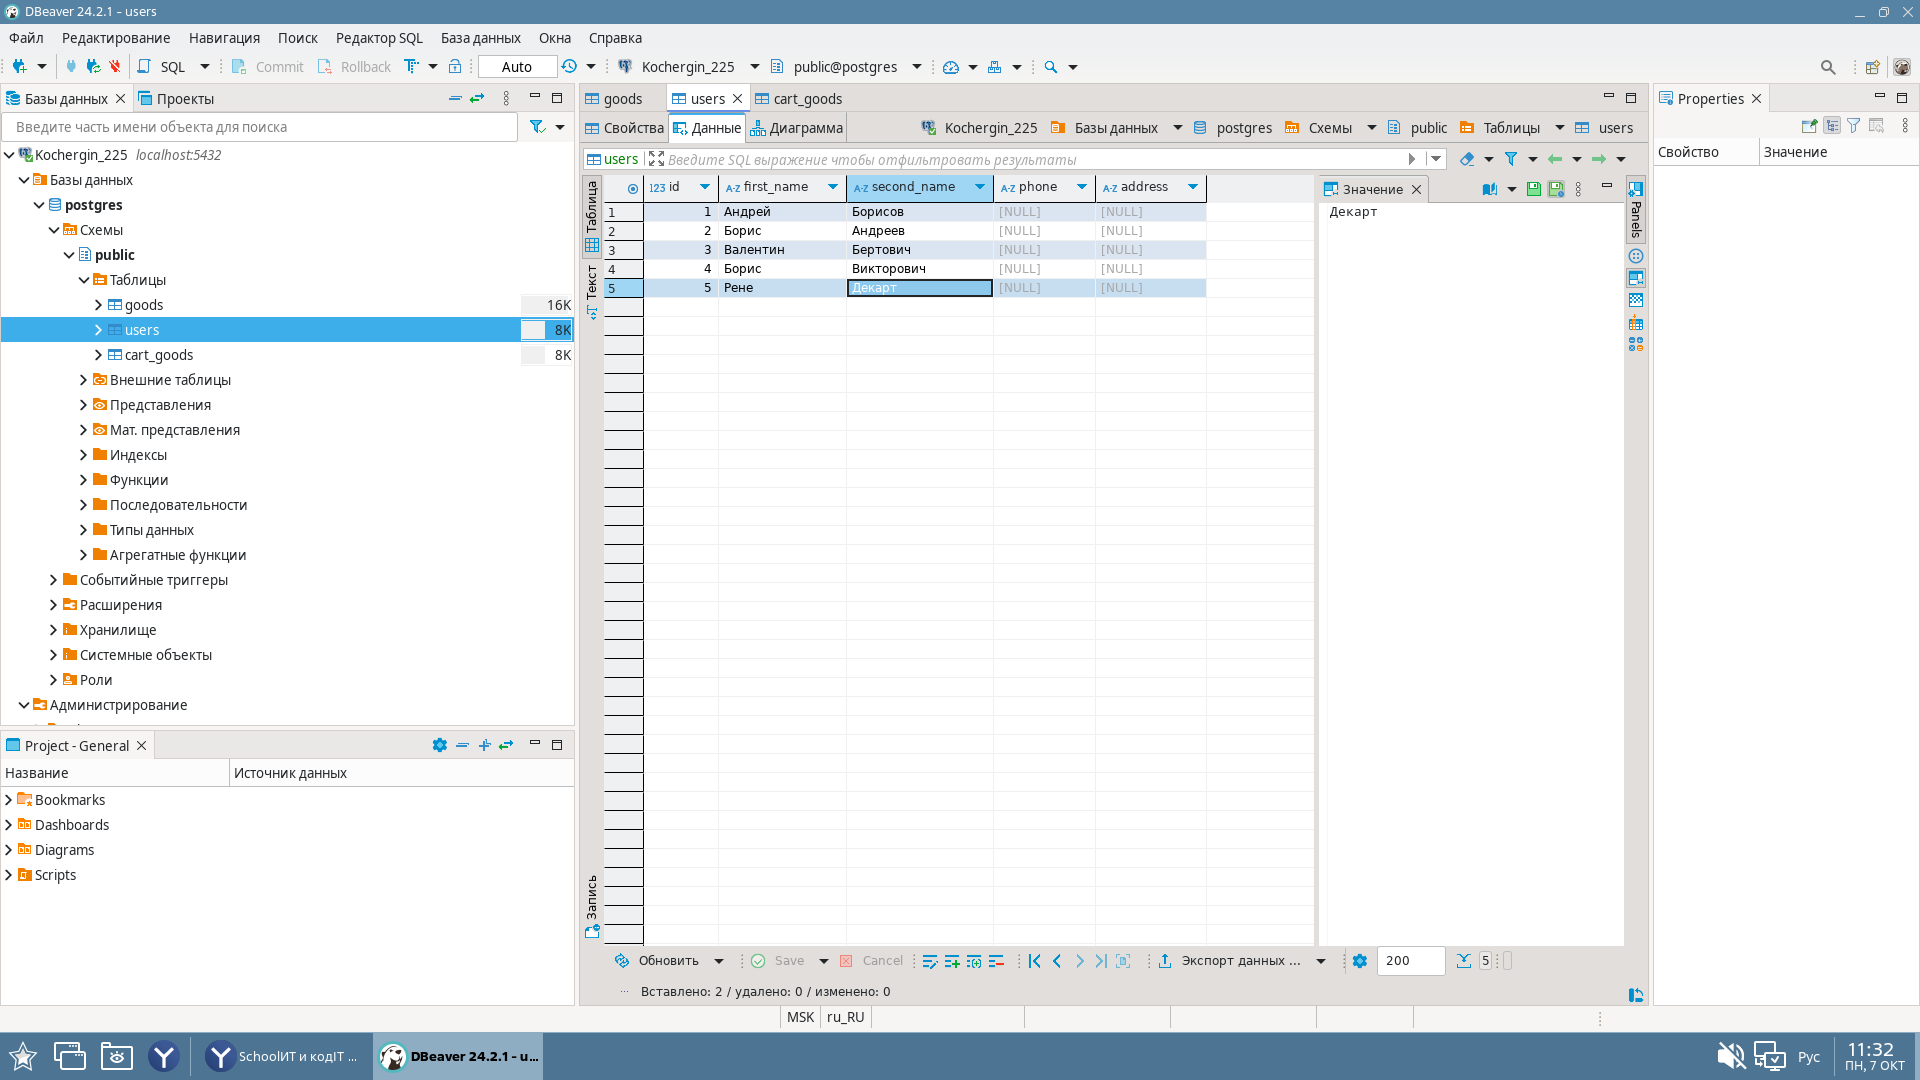 DBeaver 24.2.1 - users
Файл Редактирование Навигация Поиск Редактор SQL База данных Окна Справка
SQL Commit Rollback Auto Kochergin_225 public@postgres
Базы данных Проекты
Введите часть имени объекта для поиска
Kochergin_225 localhost:5432
Базы данных
postgres
Схемы
public
Таблицы
goods 16K
users 8K
cart_goods 8K
Внешние таблицы
Представления
Мат. представления
Индексы
Функции
Последовательности
Типы данных
Агрегатные функции
Событийные триггеры
Расширения
Хранилище
Системные объекты
Роли
Администрирование
Project - General
Название Источник данных
Bookmarks
Dashboards
Diagrams
Scripts
goods users cart_goods
Свойства Данные Диаграмма Kochergin_225 Базы данных postgres Схемы public Таблицы users
users Введите SQL выражение чтобы отфильтровать результаты
Таблица
Текст
Запись
123 id A-Z first_name A-Z second_name A-Z phone A-Z address
1 1 Андрей Борисов [NULL] [NULL]
2 2 Борис Андреев [NULL] [NULL]
3 3 Валентин Бертович [NULL] [NULL]
4 4 Борис Викторович [NULL] [NULL]
5 5 Рене Декарт [NULL] [NULL]
Значение
Декарт
Panels
Обновить Save Cancel Экспорт данных ... 200 5
Вставлено: 2 / удалено: 0 / изменено: 0
Properties
Свойство Значение
MSK ru_RU
SchoolИТ и кодIT ... DBeaver 24.2.1 - u... Рус 11:32
ПН, 7 ОКТ